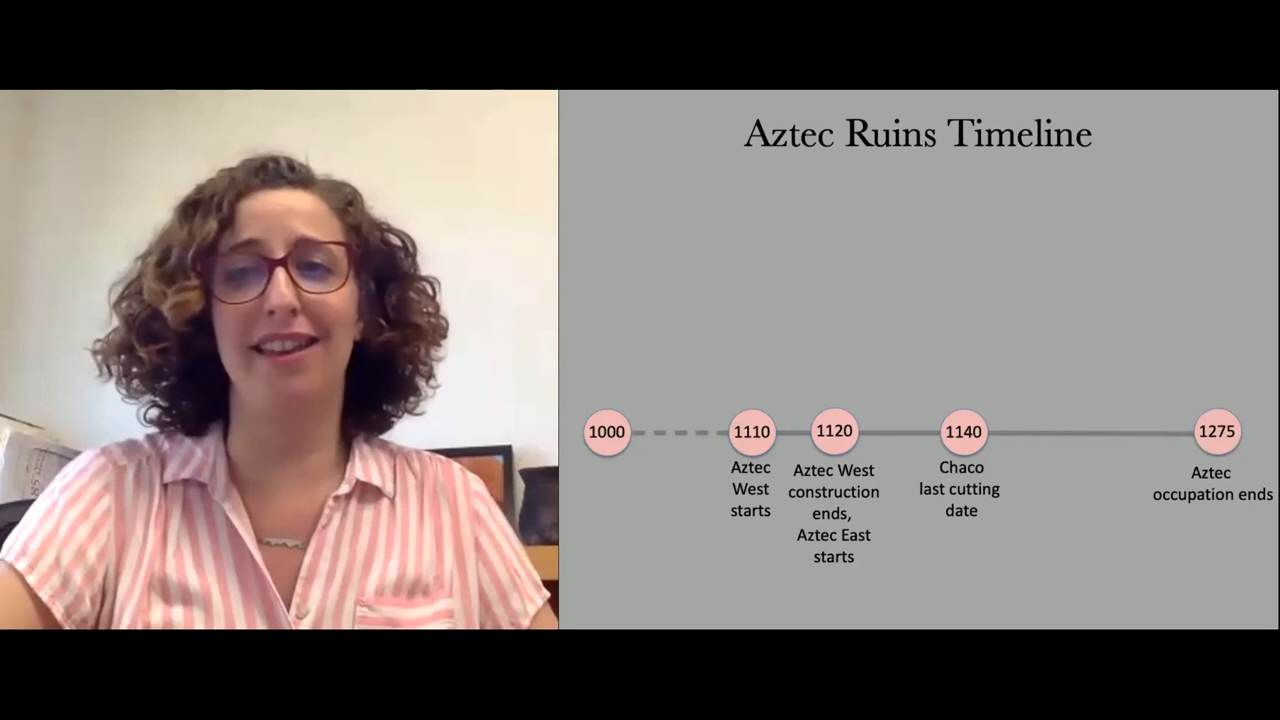 Aztec Ruins Timeline
1000
1110
1120
1140
1275
Aztec
West
starts
Aztec West
construction
ends,
Aztec East
starts
Chaco
last cutting
date
Aztec
occupation ends